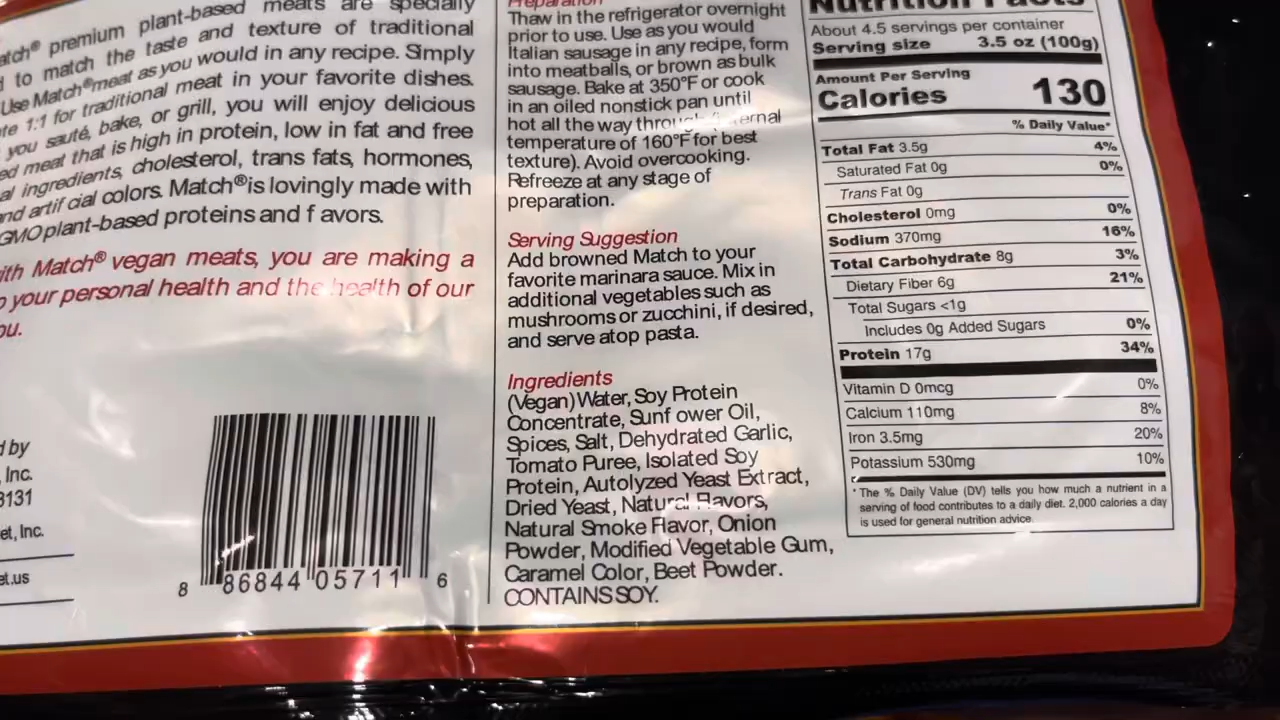 atch® premium plant-based meats are specially
to match the taste and texture of traditional
Use Match® meat as you would in any recipe. Simply
te 1:1 for traditional meat in your favorite dishes.
you sauté, bake, or grill, you will enjoy delicious
ed meat that is high in protein, low in fat and free
al ingredients, cholesterol, trans fats, hormones,
nd artif cial colors. Match® is lovingly made with
GMO plant-based proteins and f avors.
ith Match® vegan meats, you are making a
o your personal health and the health of our
ou.
d by
, Inc.
3131
et, Inc.
et.us
8 86844 05711 6
Preparation
Thaw in the refrigerator overnight
prior to use. Use as you would
Italian sausage in any recipe, form
into meatballs, or brown as bulk
sausage. Bake at 350°F or cook
in an oiled nonstick pan until
hot all the way through ternal
temperature of 160°F for best
texture). Avoid overcooking.
Refreeze at any stage of
preparation.
Serving Suggestion
Add browned Match to your
favorite marinara sauce. Mix in
additional vegetables such as
mushrooms or zucchini, if desired,
and serve atop pasta.
Ingredients
(Vegan) Water, Soy Protein
Concentrate, Sunf ower Oil,
Spices, Salt, Dehydrated Garlic,
Tomato Puree, Isolated Soy
Protein, Autolyzed Yeast Extract,
Dried Yeast, Natural Flavors,
Natural Smoke Flavor, Onion
Powder, Modified Vegetable Gum,
Caramel Color, Beet Powder.
CONTAINS SOY.
Nutrition Facts
About 4.5 servings per container
Serving size 3.5 oz (100g)
Amount Per Serving
Calories 130
% Daily Value*
Total Fat 3.5g 4%
Saturated Fat 0g 0%
Trans Fat 0g
Cholesterol 0mg 0%
Sodium 370mg 16%
Total Carbohydrate 8g 3%
Dietary Fiber 6g 21%
Total Sugars <1g
Includes 0g Added Sugars 0%
Protein 17g 34%
Vitamin D 0mcg 0%
Calcium 110mg 8%
Iron 3.5mg 20%
Potassium 530mg 10%
* The % Daily Value (DV) tells you how much a nutrient in a
serving of food contributes to a daily diet. 2,000 calories a day
is used for general nutrition advice.